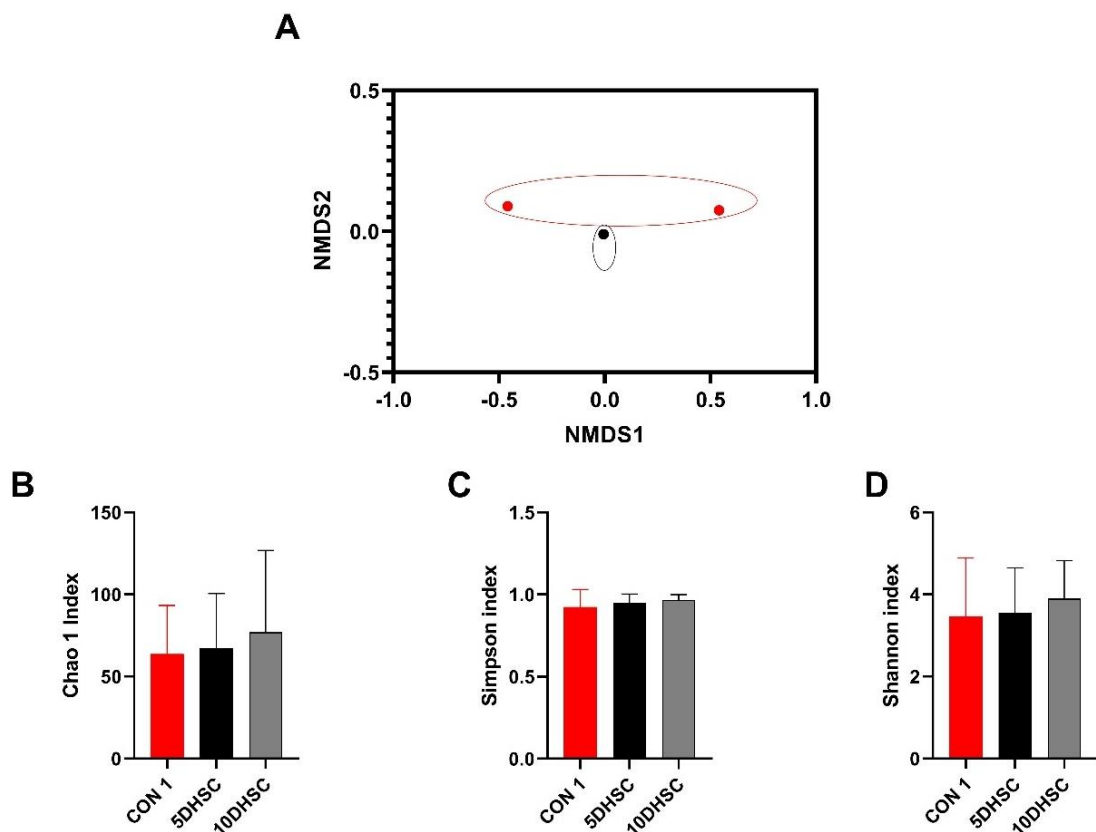 A
0.5
0.0
-0.5
NMDS2
-1.0 -0.5 0.0 0.5 1.0
NMDS1
B
150
100
50
0
Chao 1 Index
CON 1 5DHSC 10DHSC
C
1.5
1.0
0.5
0.0
Simpson index
CON 1 5DHSC 10DHSC
D
6
4
2
0
Shannon index
CON 1 5DHSC 10DHSC